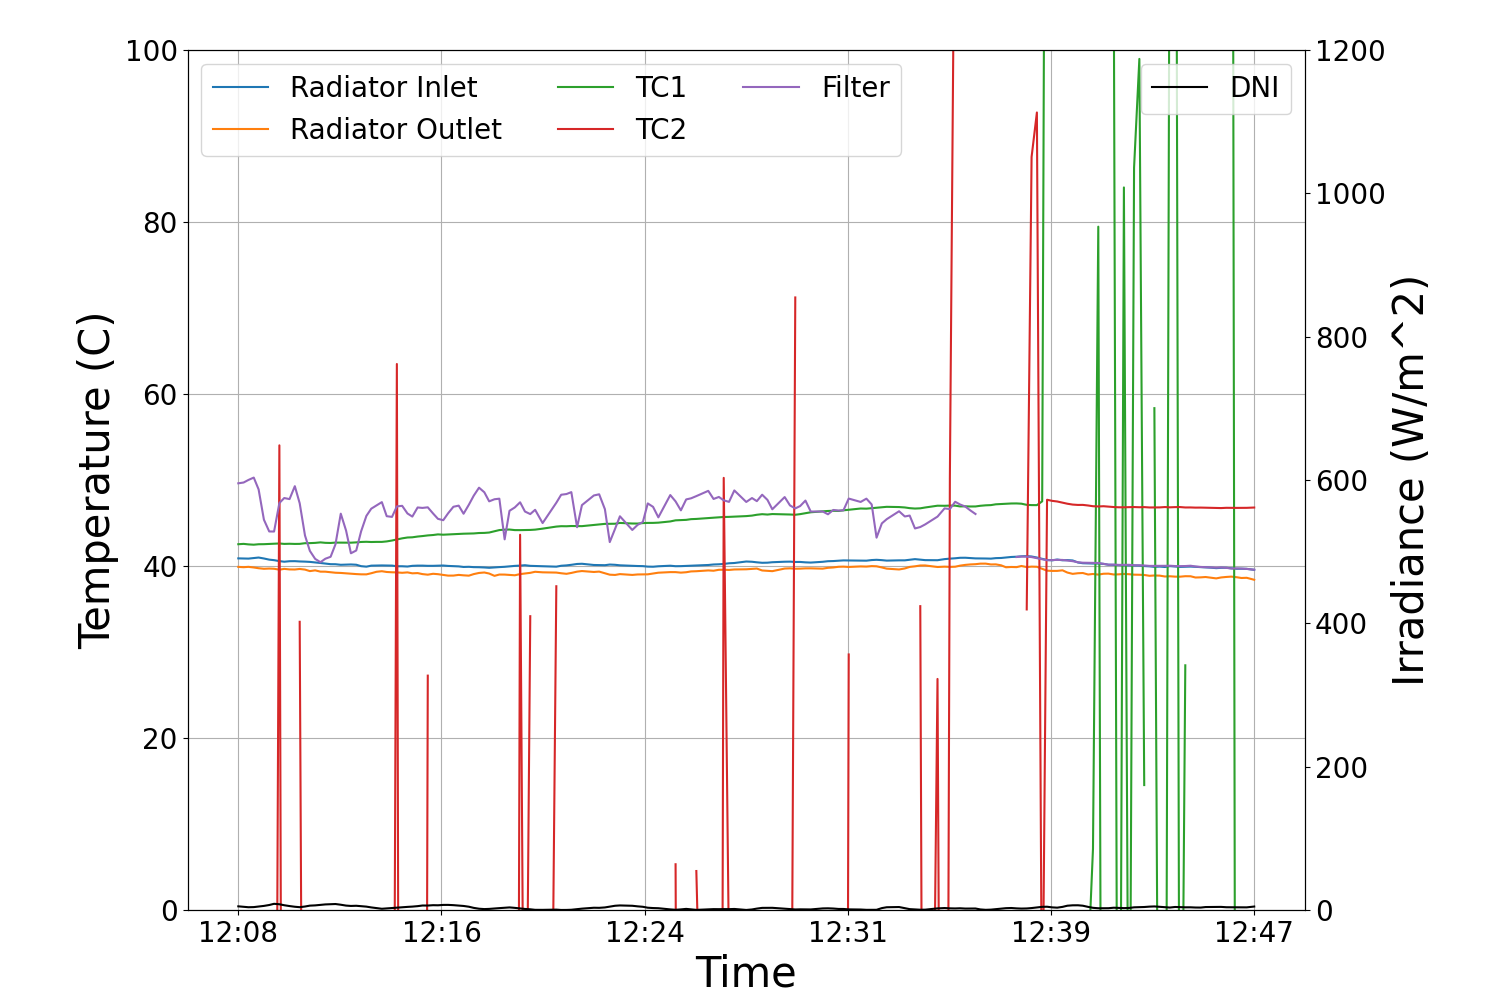 100
80
60
40
20
0
Temperature (C)
Radiator Inlet
Radiator Outlet
TC1
TC2
Filter
DNI
1200
1000
800
600
400
200
0
Irradiance (W/m^2)
12:08 12:16 12:24 12:31 12:39 12:47
Time